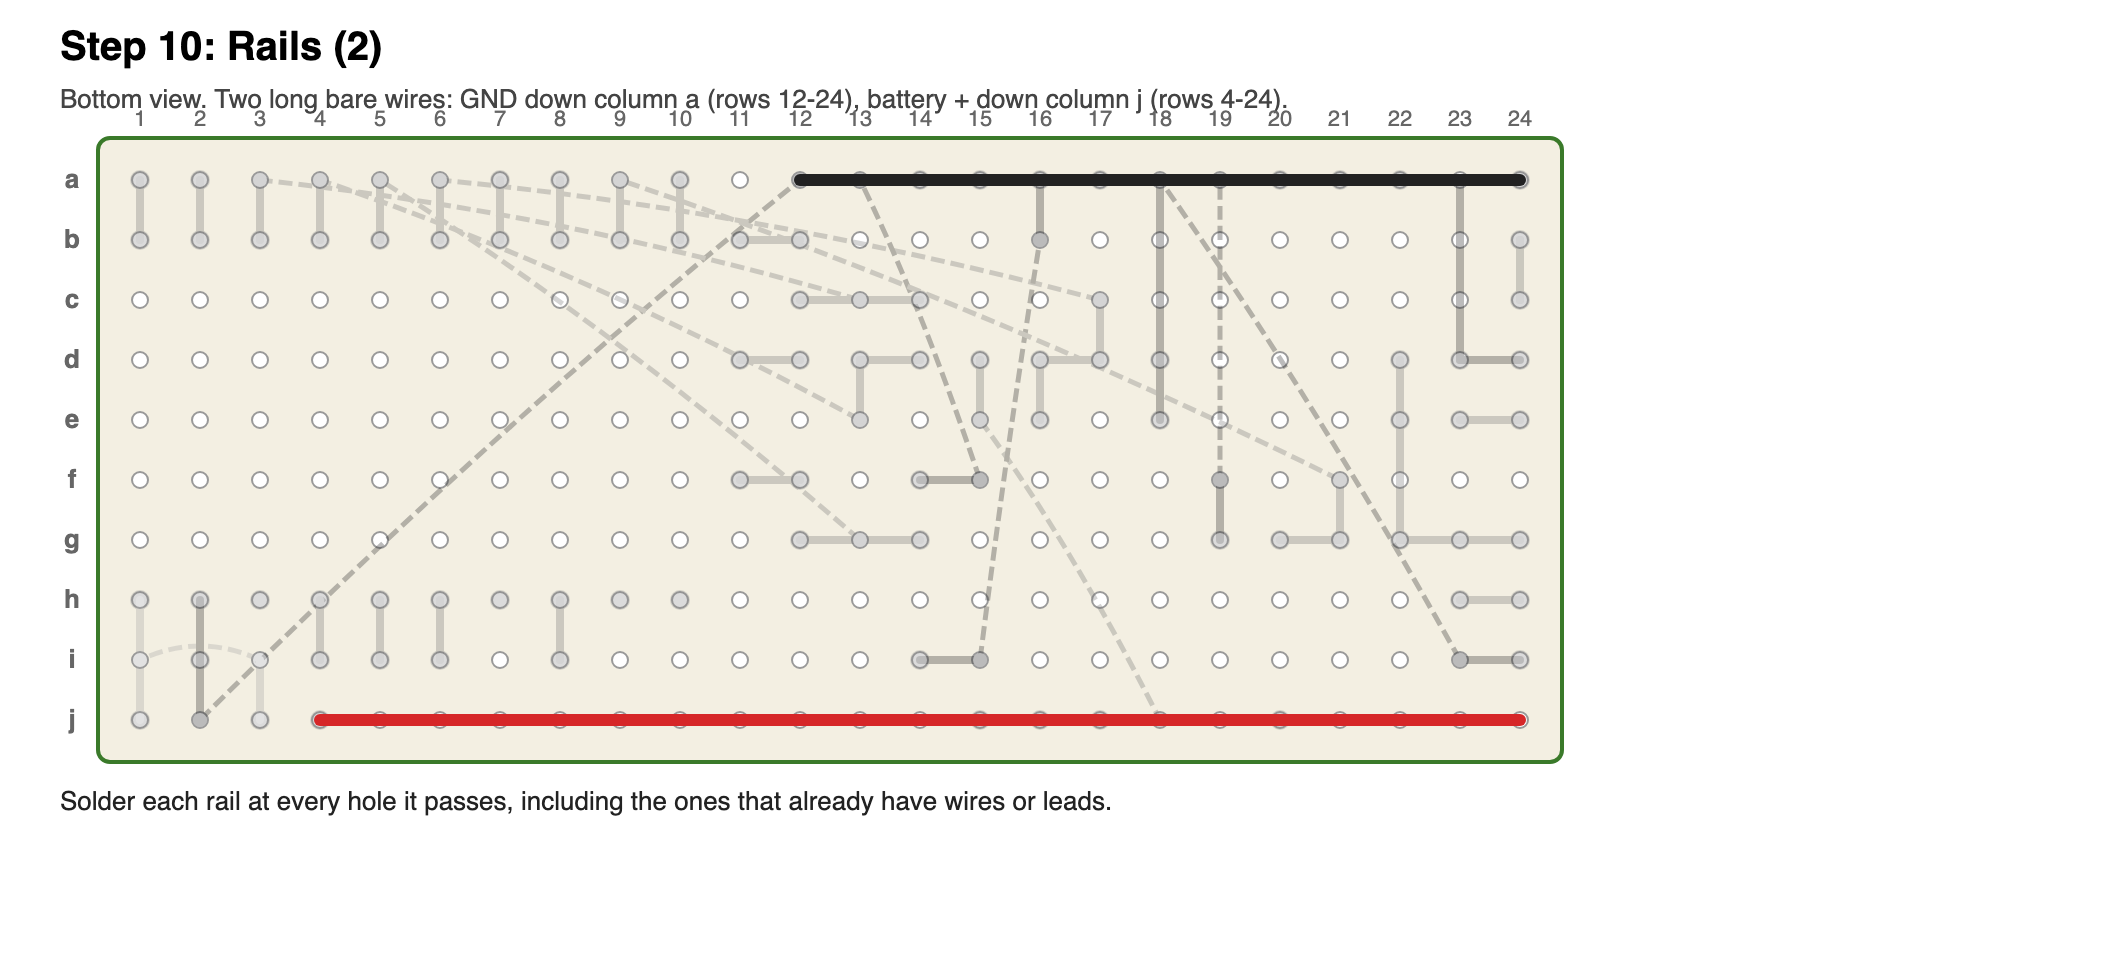 Step 10: Rails (2)
Bottom view. Two long bare wires: GND down column a (rows 12-24), battery + down column j (rows 4-24).
1 2 3 4 5 6 7 8 9 10 11 12 13 14 15 16 17 18 19 20 21 22 23 24
a
b
c
d
e
f
g
h
i
j
Solder each rail at every hole it passes, including the ones that already have wires or leads.